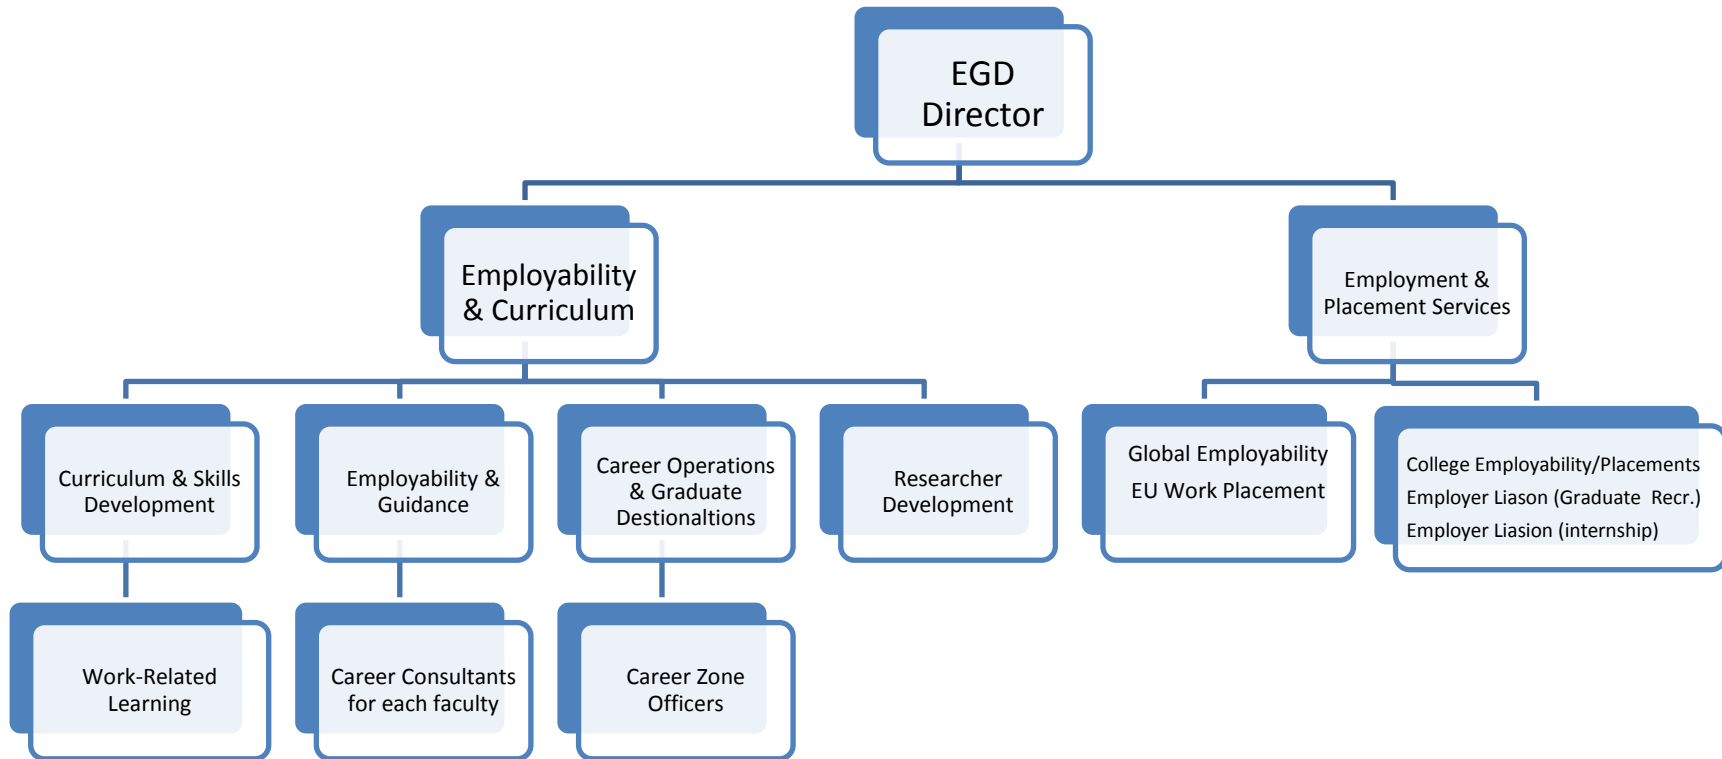 EGD
Director
Employability
& Curriculum
Employment &
Placement Services
Curriculum & Skills
Development
Employability &
Guidance
Career Operations
& Graduate
Destionaltions
Researcher
Development
Global Employability
EU Work Placement
College Employability/Placements
Employer Liason (Graduate Recr.)
Employer Liasion (internship)
Work-Related
Learning
Career Consultants
for each faculty
Career Zone
Officers